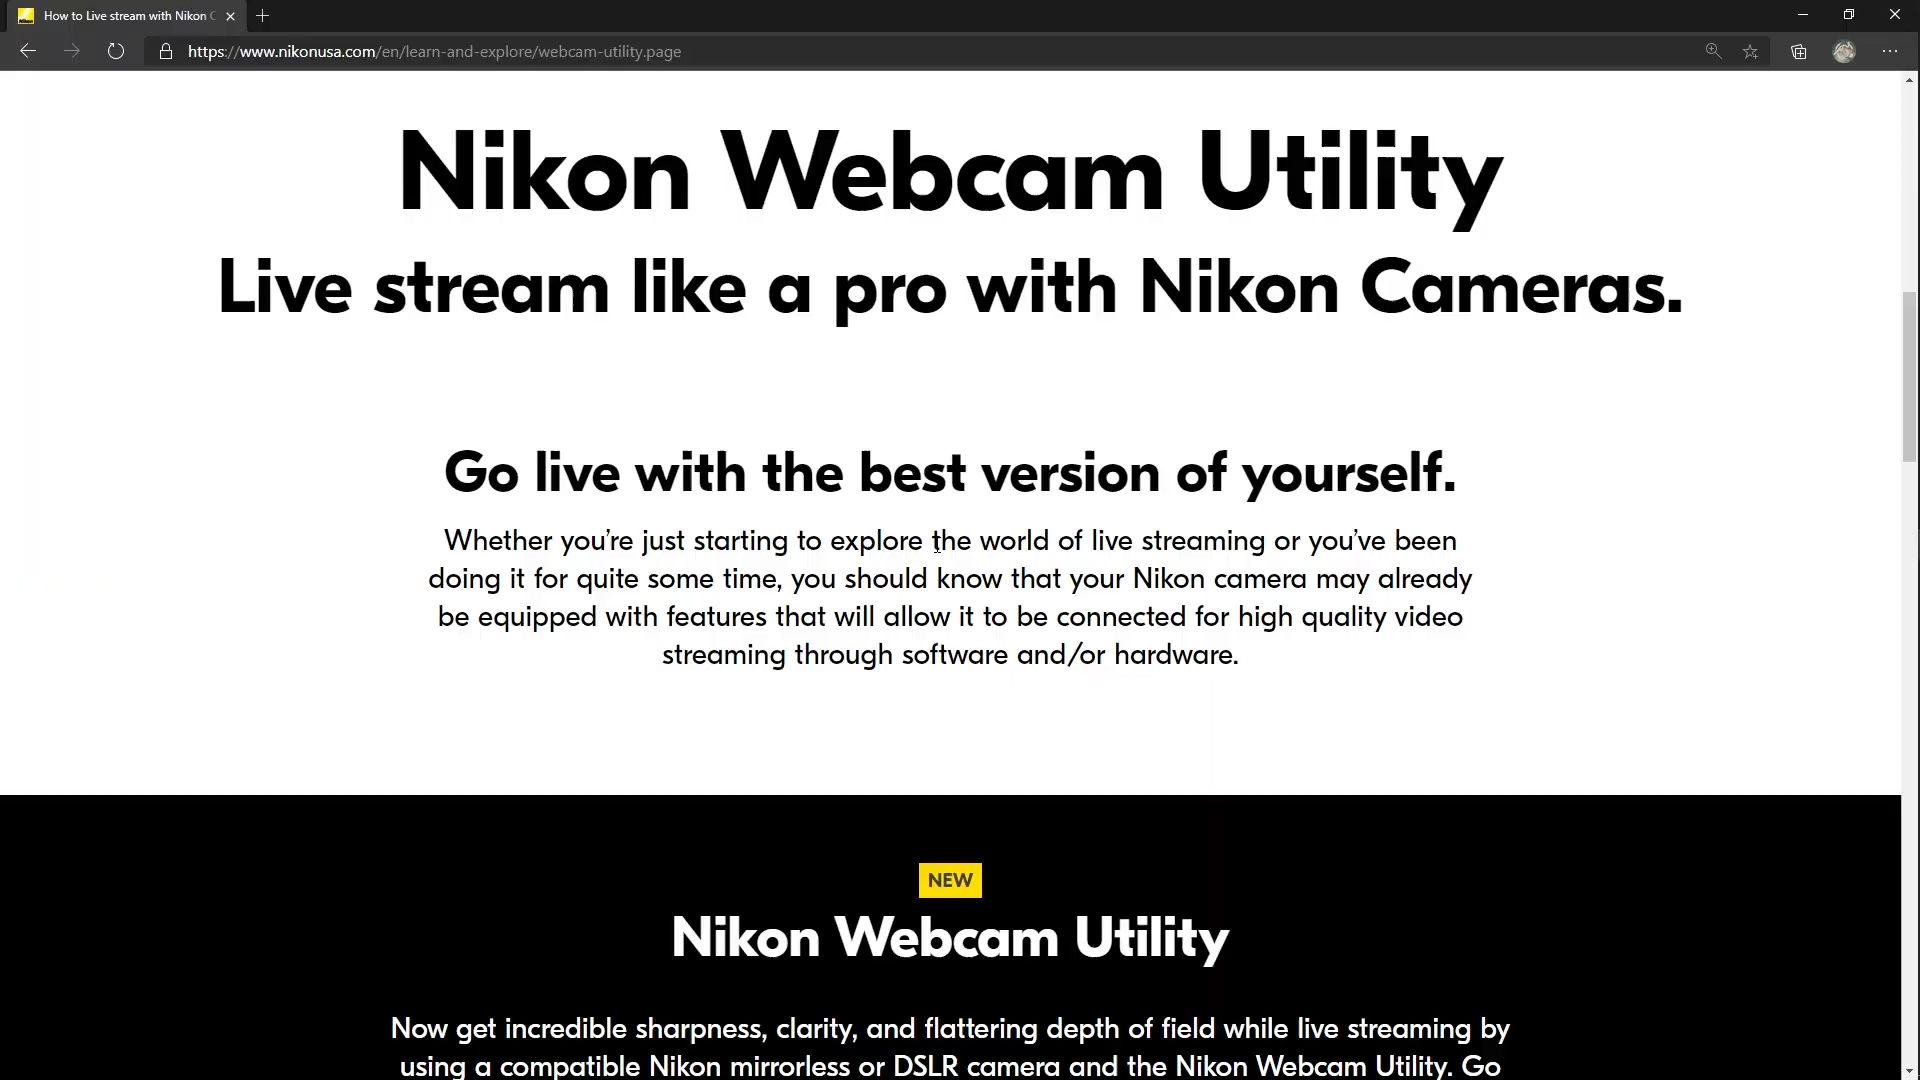 How to Live stream with Nikon C
https://www.nikonusa.com/en/learn-and-explore/webcam-utility.page
Nikon Webcam Utility
Live stream like a pro with Nikon Cameras.
Go live with the best version of yourself.
Whether you’re just starting to explore the world of live streaming or you’ve been
doing it for quite some time, you should know that your Nikon camera may already
be equipped with features that will allow it to be connected for high quality video
streaming through software and/or hardware.
NEW
Nikon Webcam Utility
Now get incredible sharpness, clarity, and flattering depth of field while live streaming by
using a compatible Nikon mirrorless or DSLR camera and the Nikon Webcam Utility. Go